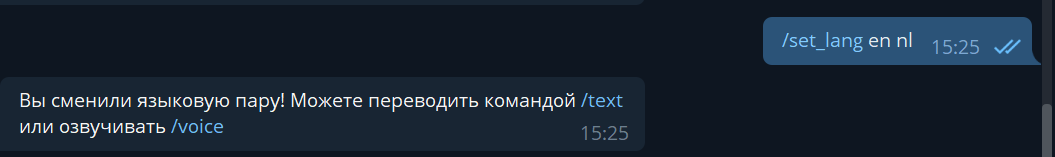 /set_lang en nl 15:25
Вы сменили языковую пару! Можете переводить командой /text
или озвучивать /voice
15:25